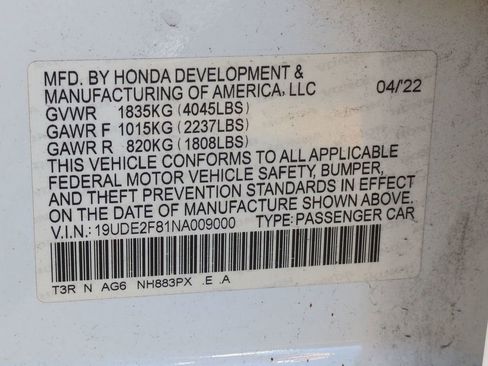 MFD. BY HONDA DEVELOPMENT &
MANUFACTURING OF AMERICA, LLC 04/'22
GVWR 1835KG (4045LBS)
GAWR F 1015KG (2237LBS)
GAWR R 820KG (1808LBS)
THIS VEHICLE CONFORMS TO ALL APPLICABLE
FEDERAL MOTOR VEHICLE SAFETY, BUMPER,
AND THEFT PREVENTION STANDARDS IN EFFECT
ON THE DATE OF MANUFACTURE SHOWN ABOVE.
V.I.N.: 19UDE2F81NA009000 TYPE: PASSENGER CAR
T3R N AG6 NH883PX .E .A